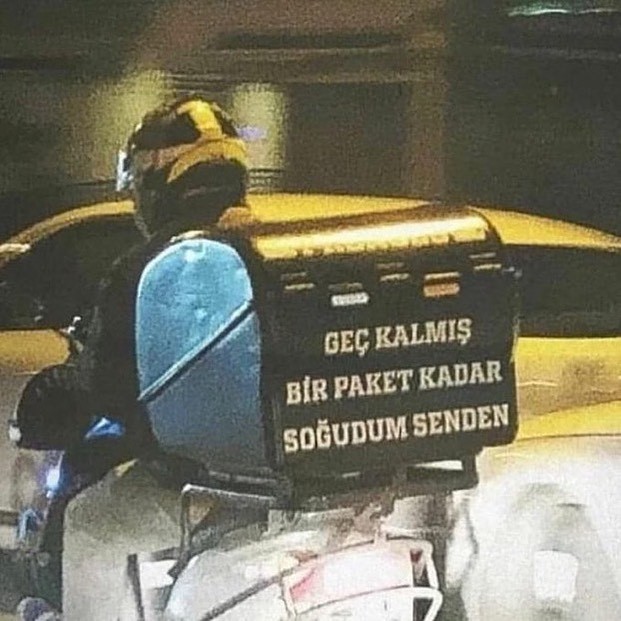 GEÇ KALMIŞ
BİR PAKET KADAR
SOĞUDUM SENDEN